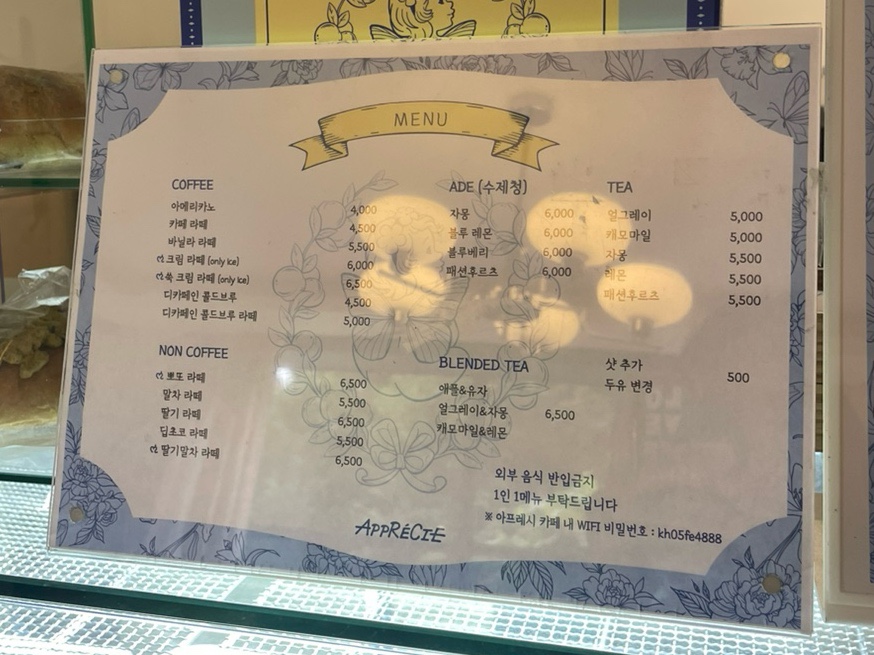 MENU
COFFEE
아메리카노 4,000
카페 라떼 4,500
바닐라 라떼 5,500
크림 라떼 (only Ice) 6,000
쑥 크림 라떼 (only Ice) 6,500
디카페인 콜드브루 4,500
디카페인 콜드브루 라떼 5,000
NON COFFEE
뽀또 라떼 6,500
말차 라떼 5,500
딸기 라떼 6,500
딥초코 라떼 5,500
딸기말차 라떼 6,500
ADE (수제청)
자몽 6,000
블루 레몬 6,000
블루베리 6,000
패션후르츠 6,000
TEA
얼그레이 5,000
캐모마일 5,000
자몽 5,500
레몬 5,500
패션후르츠 5,500
BLENDED TEA
애플&유자
얼그레이&자몽 6,500
캐모마일&레몬
샷 추가
두유 변경 500
외부 음식 반입금지
1인 1메뉴 부탁드립니다
※ 아프레시 카페 내 WIFI 비밀번호 : kh05fe4888
APPRÉCIE